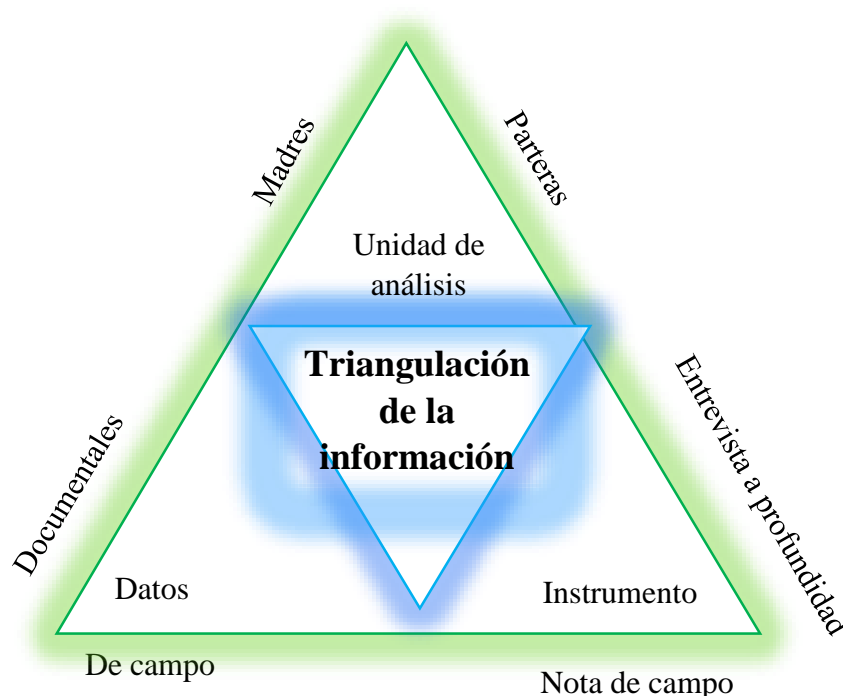 Madres
Parteras
Unidad de
análisis
Triangulación
de la
información
Documentales
Entrevista a profundidad
Datos
Instrumento
De campo
Nota de campo